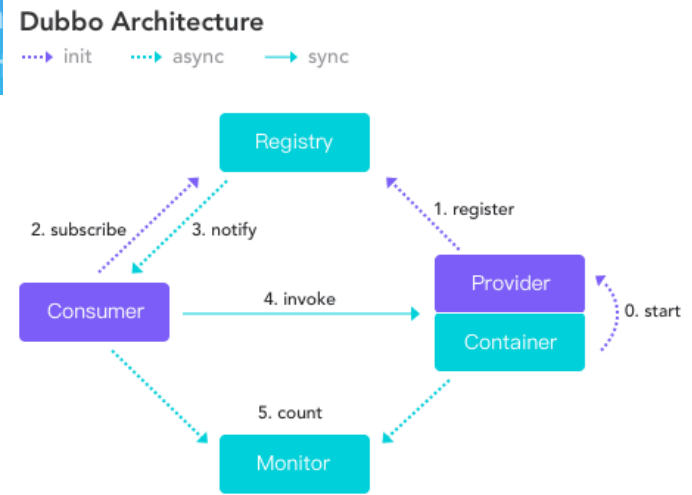 Dubbo Architecture
init async sync
Registry
1. register
2. subscribe 3. notify
Provider
Consumer 4. invoke 0. start
Container
5. count
Monitor